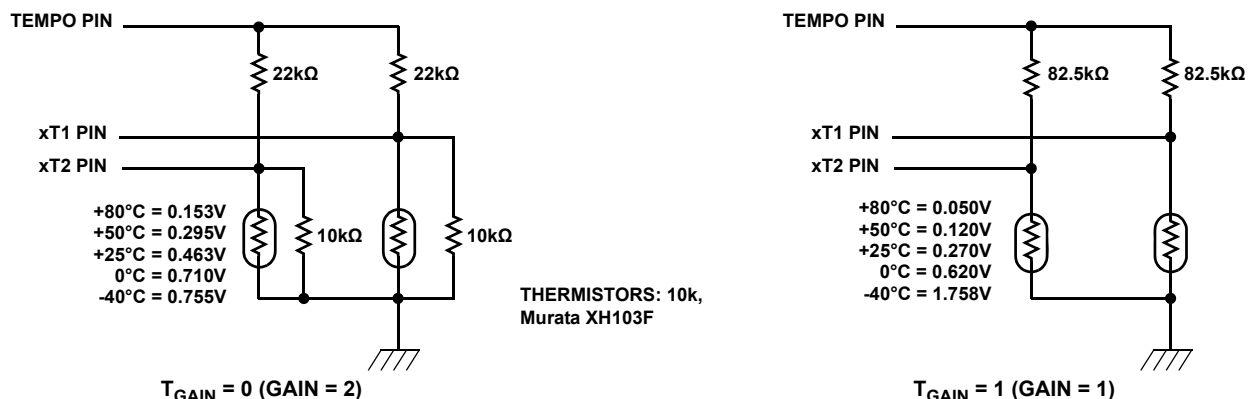 TEMPO PIN
22kΩ
22kΩ
xT1 PIN
xT2 PIN
+80°C = 0.153V
+50°C = 0.295V
+25°C = 0.463V
0°C = 0.710V
-40°C = 0.755V
10kΩ
10kΩ
THERMISTORS: 10k,
Murata XH103F
TGAIN = 0 (GAIN = 2)
TEMPO PIN
82.5kΩ
82.5kΩ
xT1 PIN
xT2 PIN
+80°C = 0.050V
+50°C = 0.120V
+25°C = 0.270V
0°C = 0.620V
-40°C = 1.758V
TGAIN = 1 (GAIN = 1)